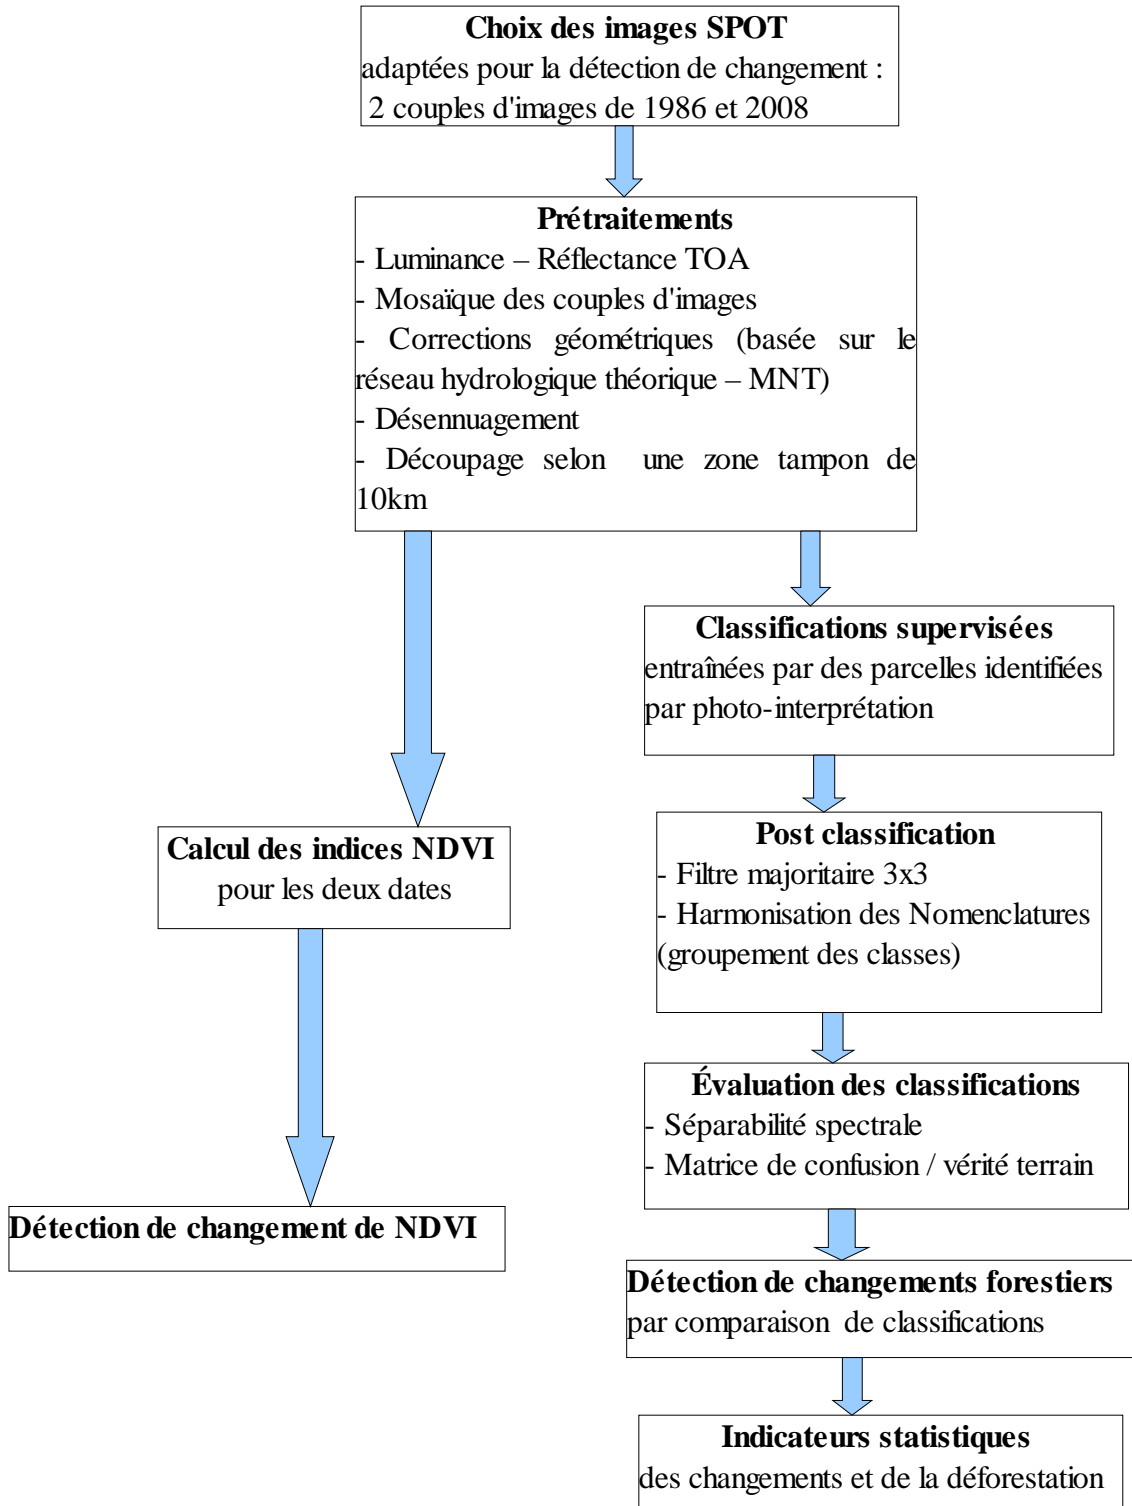 Choix des images SPOT
adaptées pour la détection de changement :
2 couples d'images de 1986 et 2008
Prétraitements
- Luminance – Réflectance TOA
- Mosaïque des couples d'images
- Corrections géométriques (basée sur le
réseau hydrologique théorique – MNT)
- Désennuagement
- Découpage selon une zone tampon de
10km
Classifications supervisées
entraînées par des parcelles identifiées
par photo-interprétation
Calcul des indices NDVI
pour les deux dates
Post classification
- Filtre majoritaire 3x3
- Harmonisation des Nomenclatures
(groupement des classes)
Évaluation des classifications
- Séparabilité spectrale
- Matrice de confusion / vérité terrain
Détection de changement de NDVI
Détection de changements forestiers
par comparaison de classifications
Indicateurs statistiques
des changements et de la déforestation